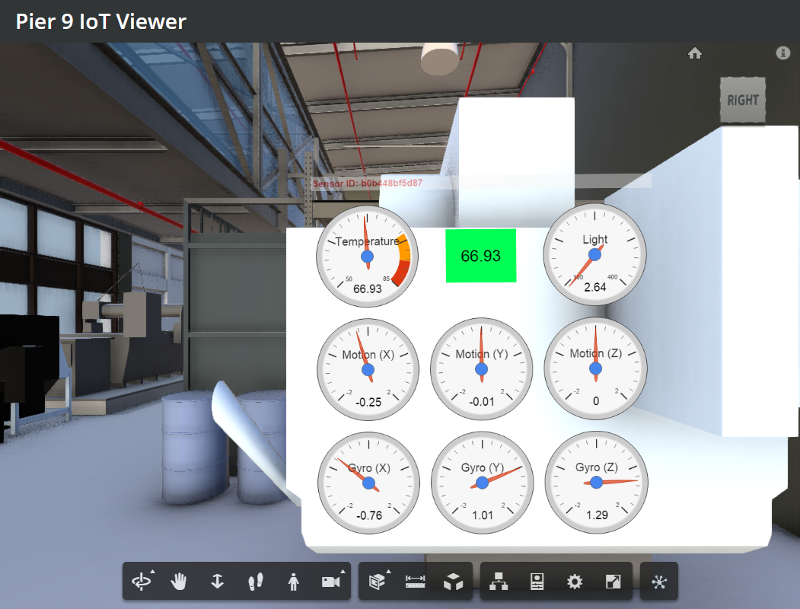 Pier 9 IoT Viewer
RIGHT
Sensor ID: b0b448bf5d87
Temperature
50 85
66.93
66.93
Light
400
2.64
Motion (X)
-2 2
-0.25
Motion (Y)
-2 2
-0.01
Motion (Z)
-2 2
0
Gyro (X)
-2 2
-0.76
Gyro (Y)
-2 2
1.01
Gyro (Z)
-2 2
1.29